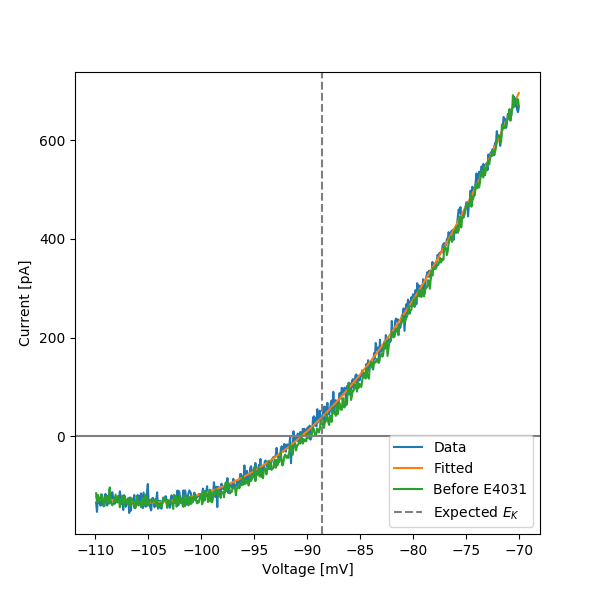 600
400
200
0
Current [pA]
Data
Fitted
Before E4031
Expected $E_K$
−110 −105 −100 −95 −90 −85 −80 −75 −70
Voltage [mV]